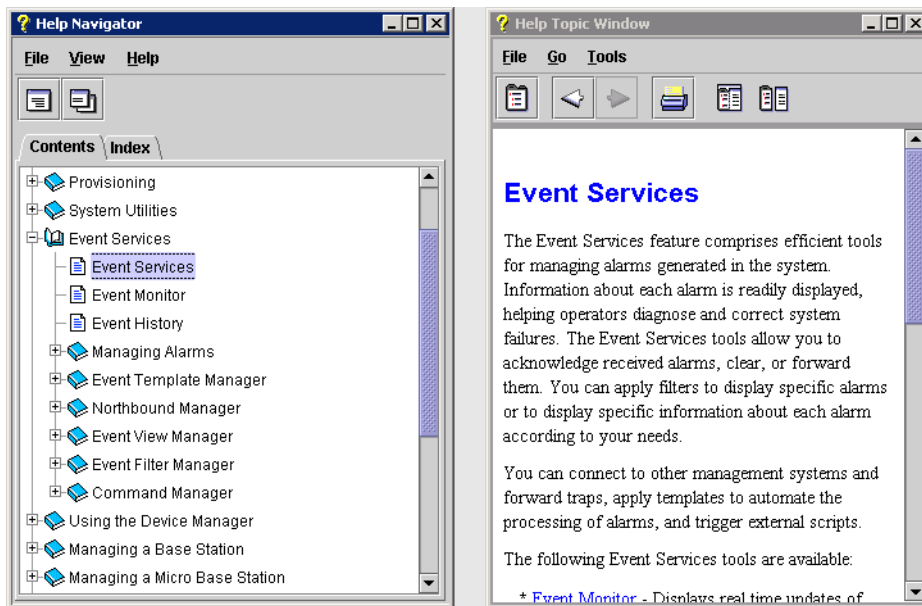 Help Navigator
File View Help
Contents Index
Provisioning
System Utilities
Event Services
Event Services
Event Monitor
Event History
Managing Alarms
Event Template Manager
Northbound Manager
Event View Manager
Event Filter Manager
Command Manager
Using the Device Manager
Managing a Base Station
Managing a Micro Base Station
Help Topic Window
File Go Tools
Event Services
The Event Services feature comprises efficient tools
for managing alarms generated in the system.
Information about each alarm is readily displayed,
helping operators diagnose and correct system
failures. The Event Services tools allow you to
acknowledge received alarms, clear, or forward
them. You can apply filters to display specific alarms
or to display specific information about each alarm
according to your needs.
You can connect to other management systems and
forward traps, apply templates to automate the
processing of alarms, and trigger external scripts.
The following Event Services tools are available:
* Event Monitor - Displays real time updates of